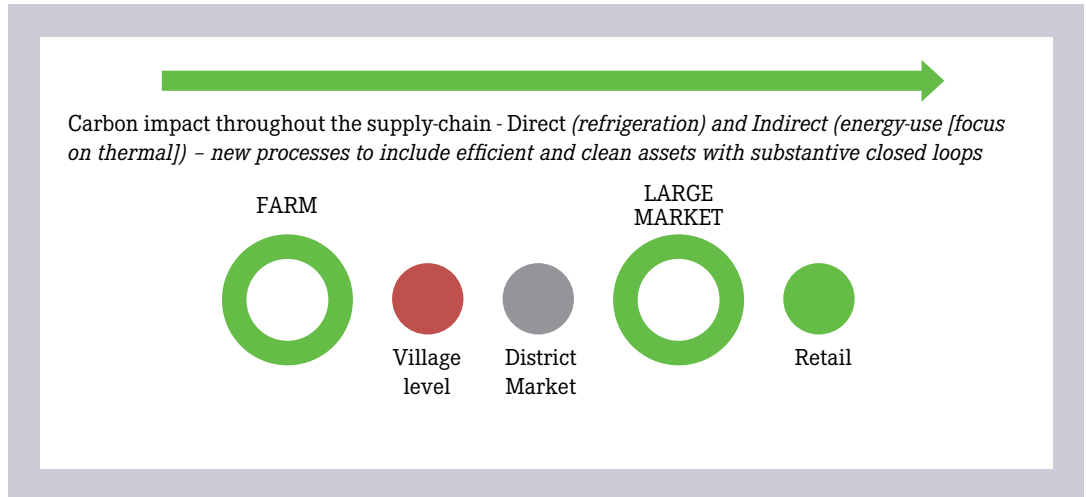 Carbon impact throughout the supply-chain - Direct (refrigeration) and Indirect (energy-use [focus
on thermal]) – new processes to include efficient and clean assets with substantive closed loops
FARM
LARGE
MARKET
Village
level
District
Market
Retail